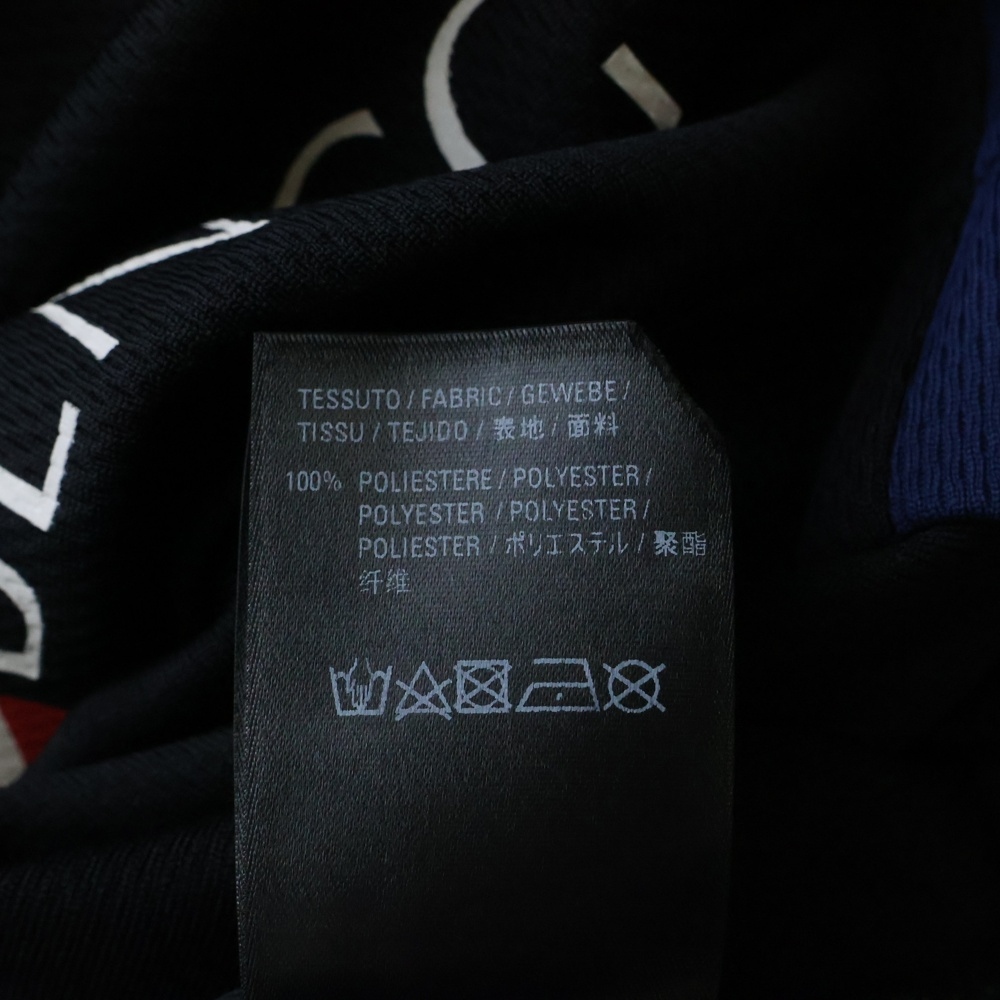 TESSUTO / FABRIC / GEWEBE /
TISSU / TEJIDO / 表地 / 面料
100% POLIESTERE / POLYESTER /
POLYESTER / POLYESTER /
POLIESTER / ポリエステル / 聚酯
纤维